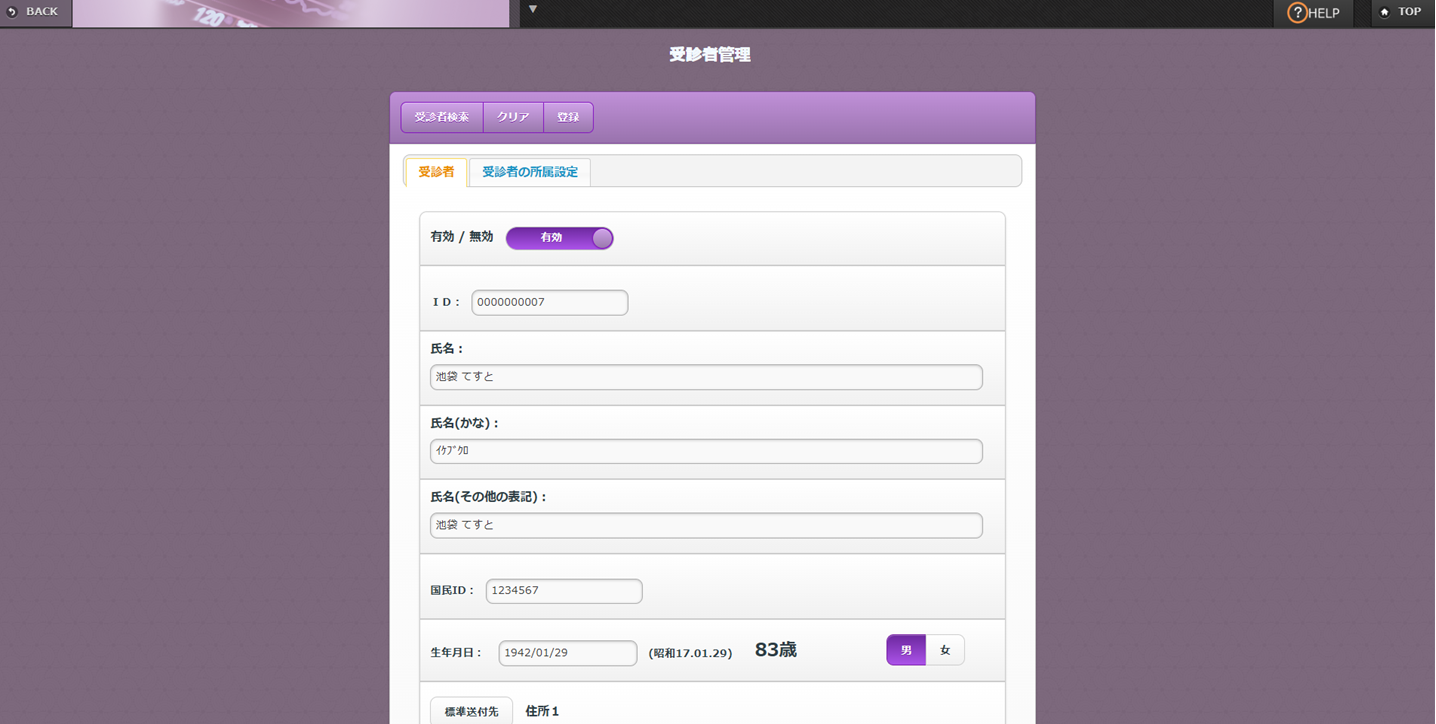 BACK
120
▼
?HELP
TOP
受診者管理
受診者検索 クリア 登録
受診者 受診者の所属設定
有効 / 無効 有効
ＩＤ： 0000000007
氏名：
池袋 てすと
氏名(かな)：
ｲｹﾌﾞｸﾛ
氏名(その他の表記)：
池袋 てすと
国民ID： 1234567
生年月日： 1942/01/29 (昭和17.01.29) 83歳 男 女
標準送付先 住所１